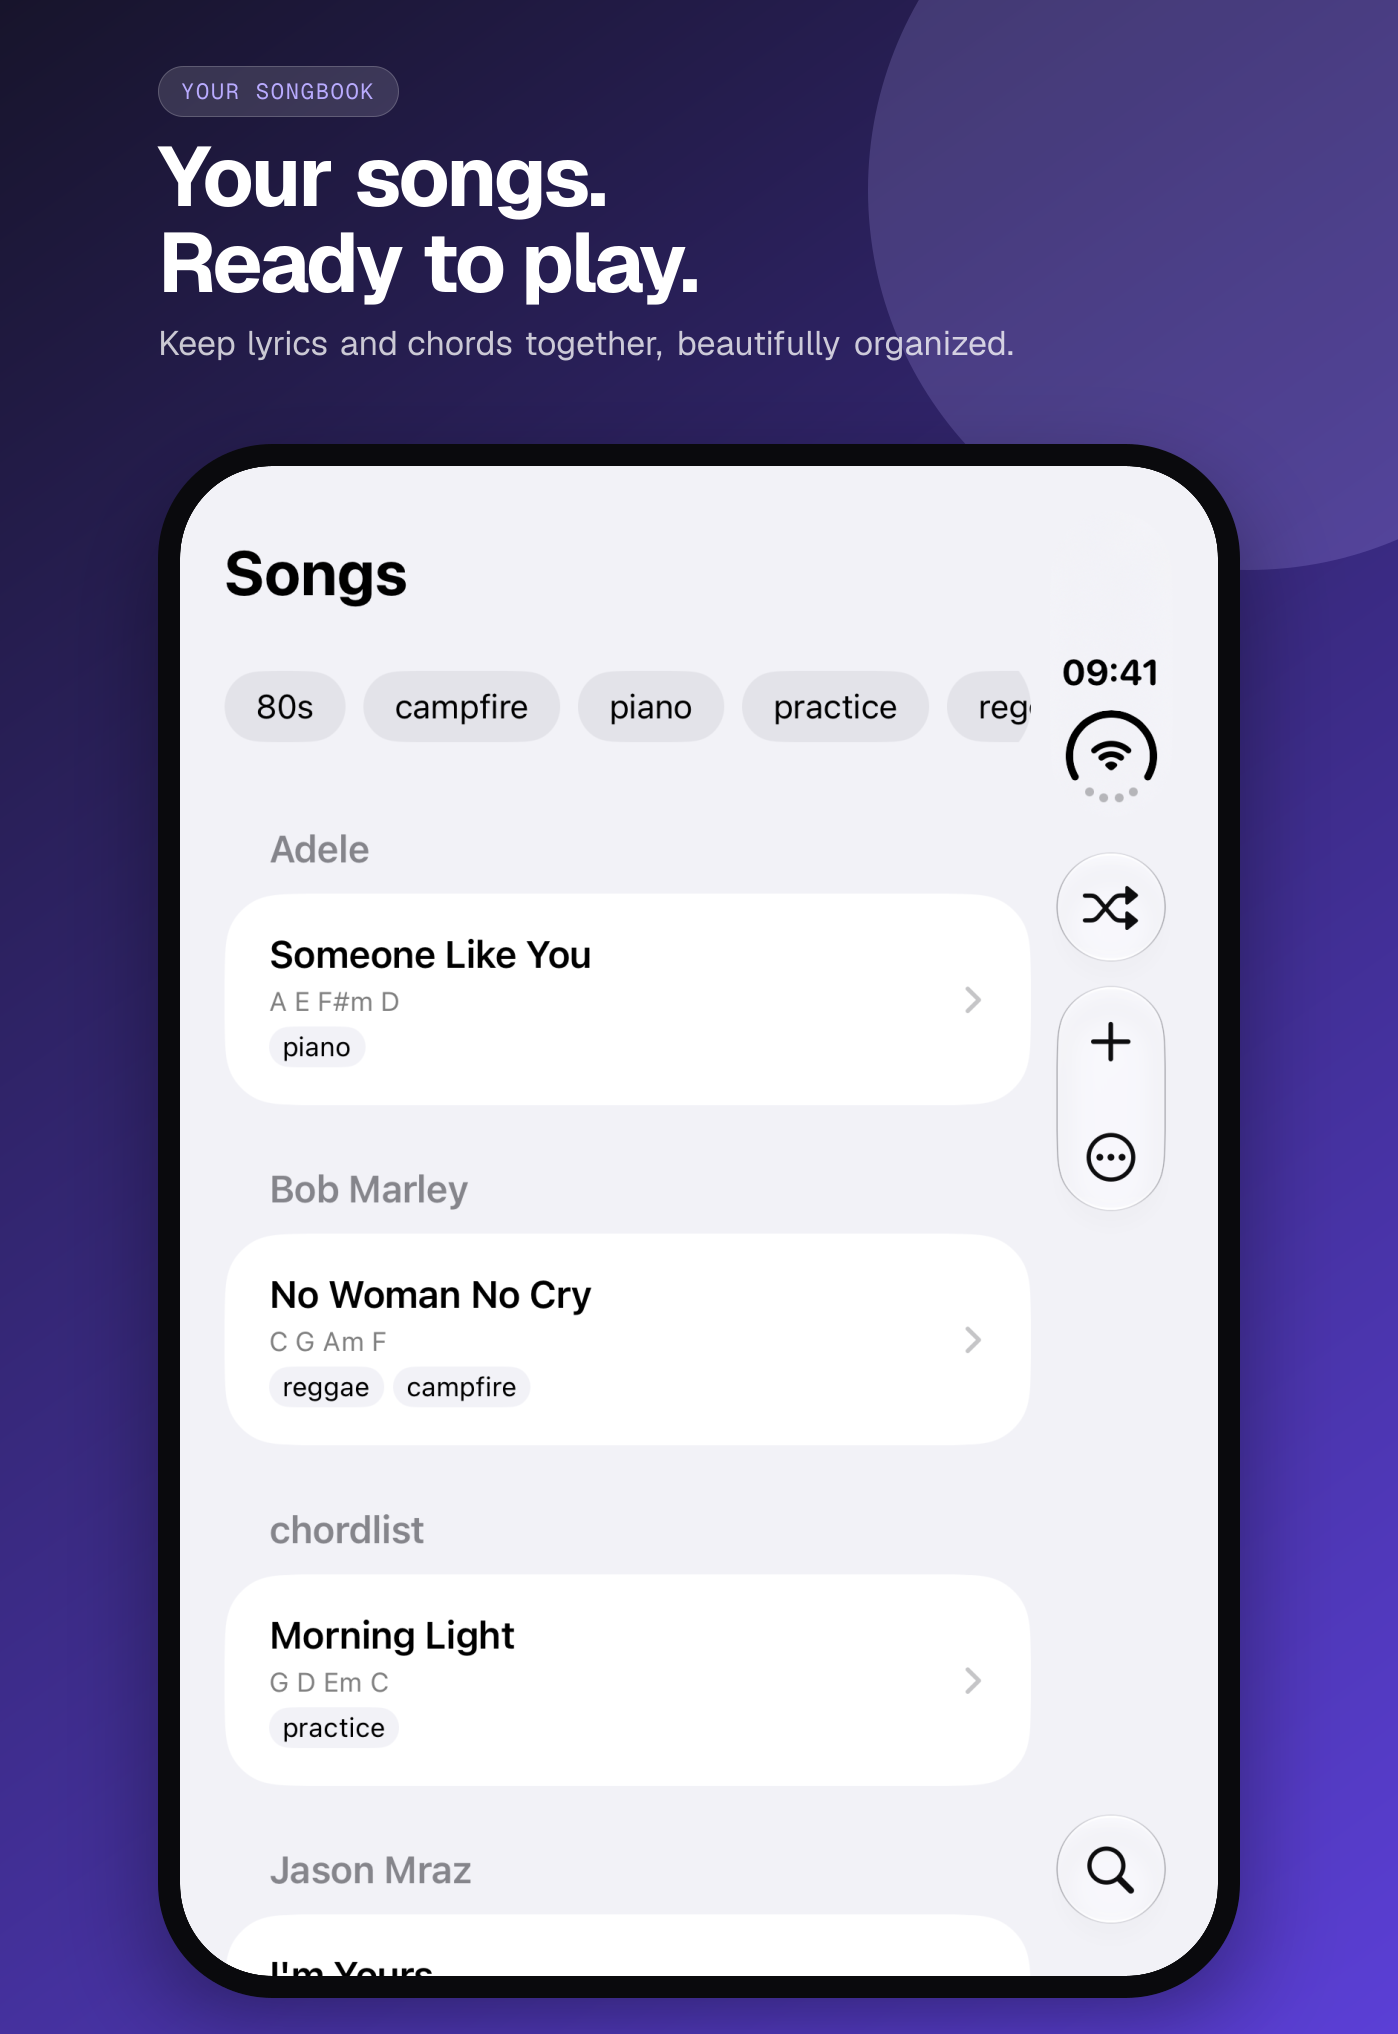 YOUR SONGBOOK
Your songs.
Ready to play.
Keep lyrics and chords together, beautifully organized.
Songs
09:41
80s campfire piano practice reg
Adele
Someone Like You
A E F#m D
piano
Bob Marley
No Woman No Cry
C G Am F
reggae campfire
chordlist
Morning Light
G D Em C
practice
Jason Mraz
I'm Yours